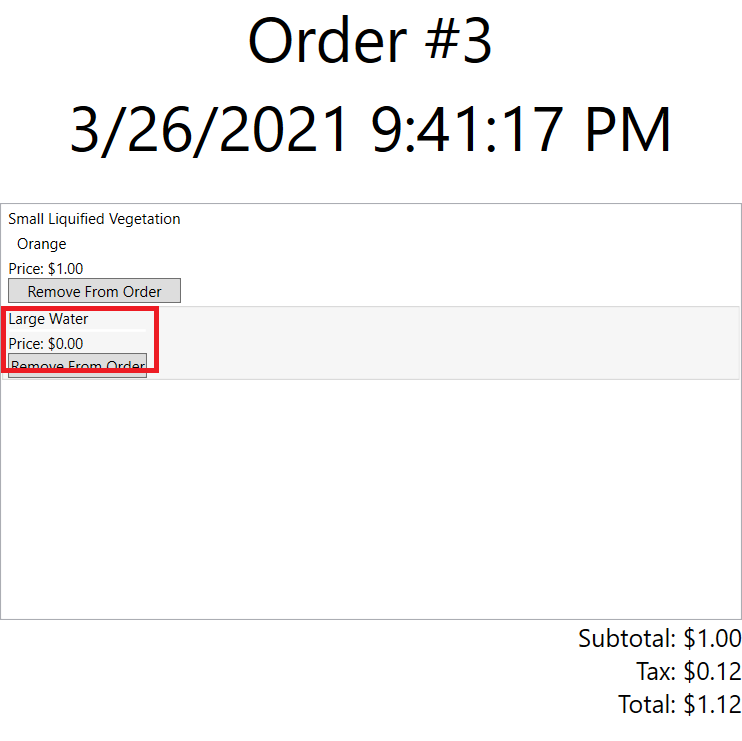 Order #3
3/26/2021 9:41:17 PM
Small Liquified Vegetation
Orange
Price: $1.00
Remove From Order
Large Water
Price: $0.00
Remove From Order
Subtotal: $1.00
Tax: $0.12
Total: $1.12